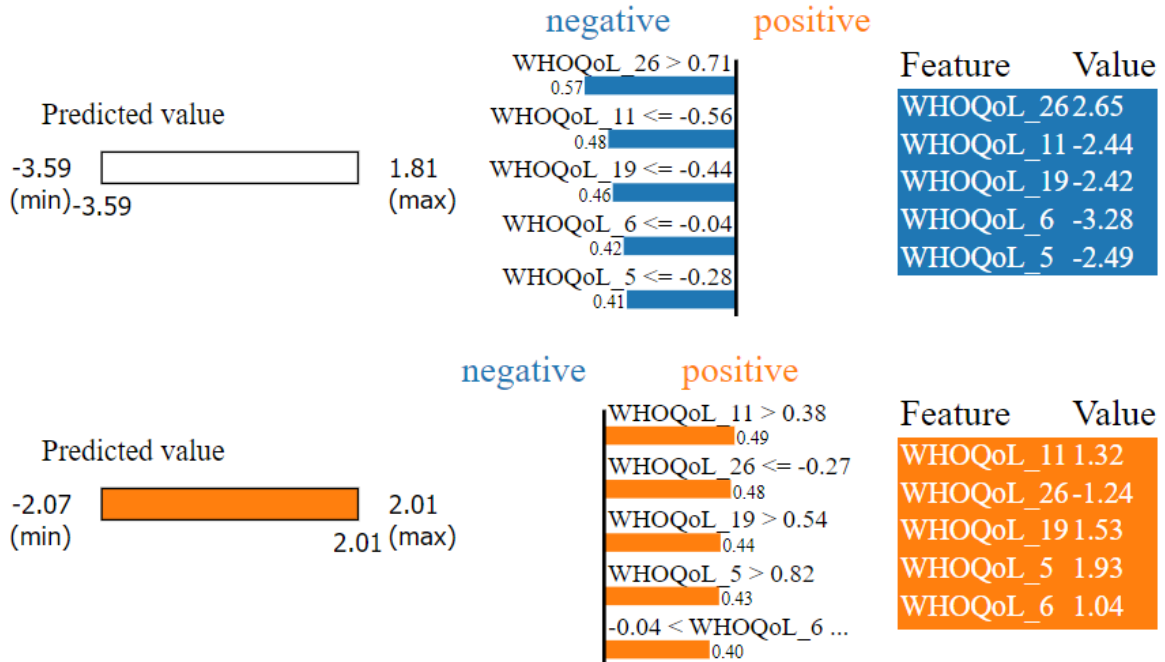 negative positive
WHOQoL_26 > 0.71
0.57
WHOQoL_11 <= -0.56
0.48
WHOQoL_19 <= -0.44
0.46
WHOQoL_6 <= -0.04
0.42
WHOQoL_5 <= -0.28
0.41
Predicted value
-3.59 1.81
(min) (max)
-3.59
Feature Value
WHOQoL_26 2.65
WHOQoL_11 -2.44
WHOQoL_19 -2.42
WHOQoL_6 -3.28
WHOQoL_5 -2.49
negative positive
WHOQoL_11 > 0.38
0.49
WHOQoL_26 <= -0.27
0.48
WHOQoL_19 > 0.54
0.44
WHOQoL_5 > 0.82
0.43
-0.04 < WHOQoL_6 ...
0.40
Predicted value
-2.07 2.01
(min) (max)
2.01
Feature Value
WHOQoL_11 1.32
WHOQoL_26 -1.24
WHOQoL_19 1.53
WHOQoL_5 1.93
WHOQoL_6 1.04